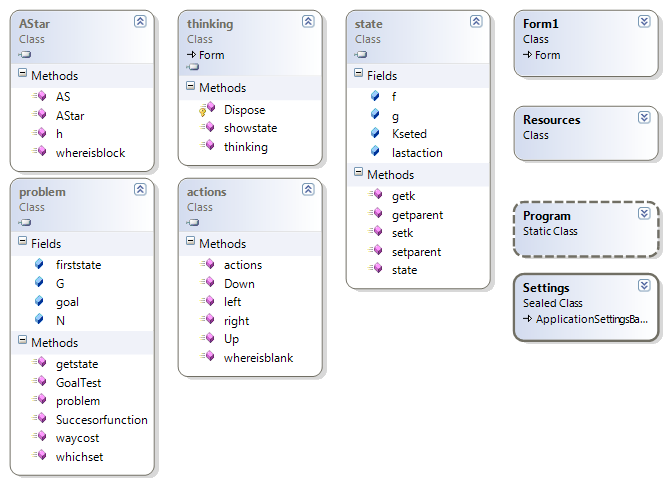 AStar
Class
Methods
AS
AStar
h
whereisblock
thinking
Class
Form
Methods
Dispose
showstate
thinking
state
Class
Fields
f
g
Kseted
lastaction
Methods
getk
getparent
setk
setparent
state
Form1
Class
Form
Resources
Class
Program
Static Class
Settings
Sealed Class
ApplicationSettingsBa...
problem
Class
Fields
firststate
G
goal
N
Methods
getstate
GoalTest
problem
Succesorfunction
waycost
whichset
actions
Class
Methods
actions
Down
left
right
Up
whereisblank